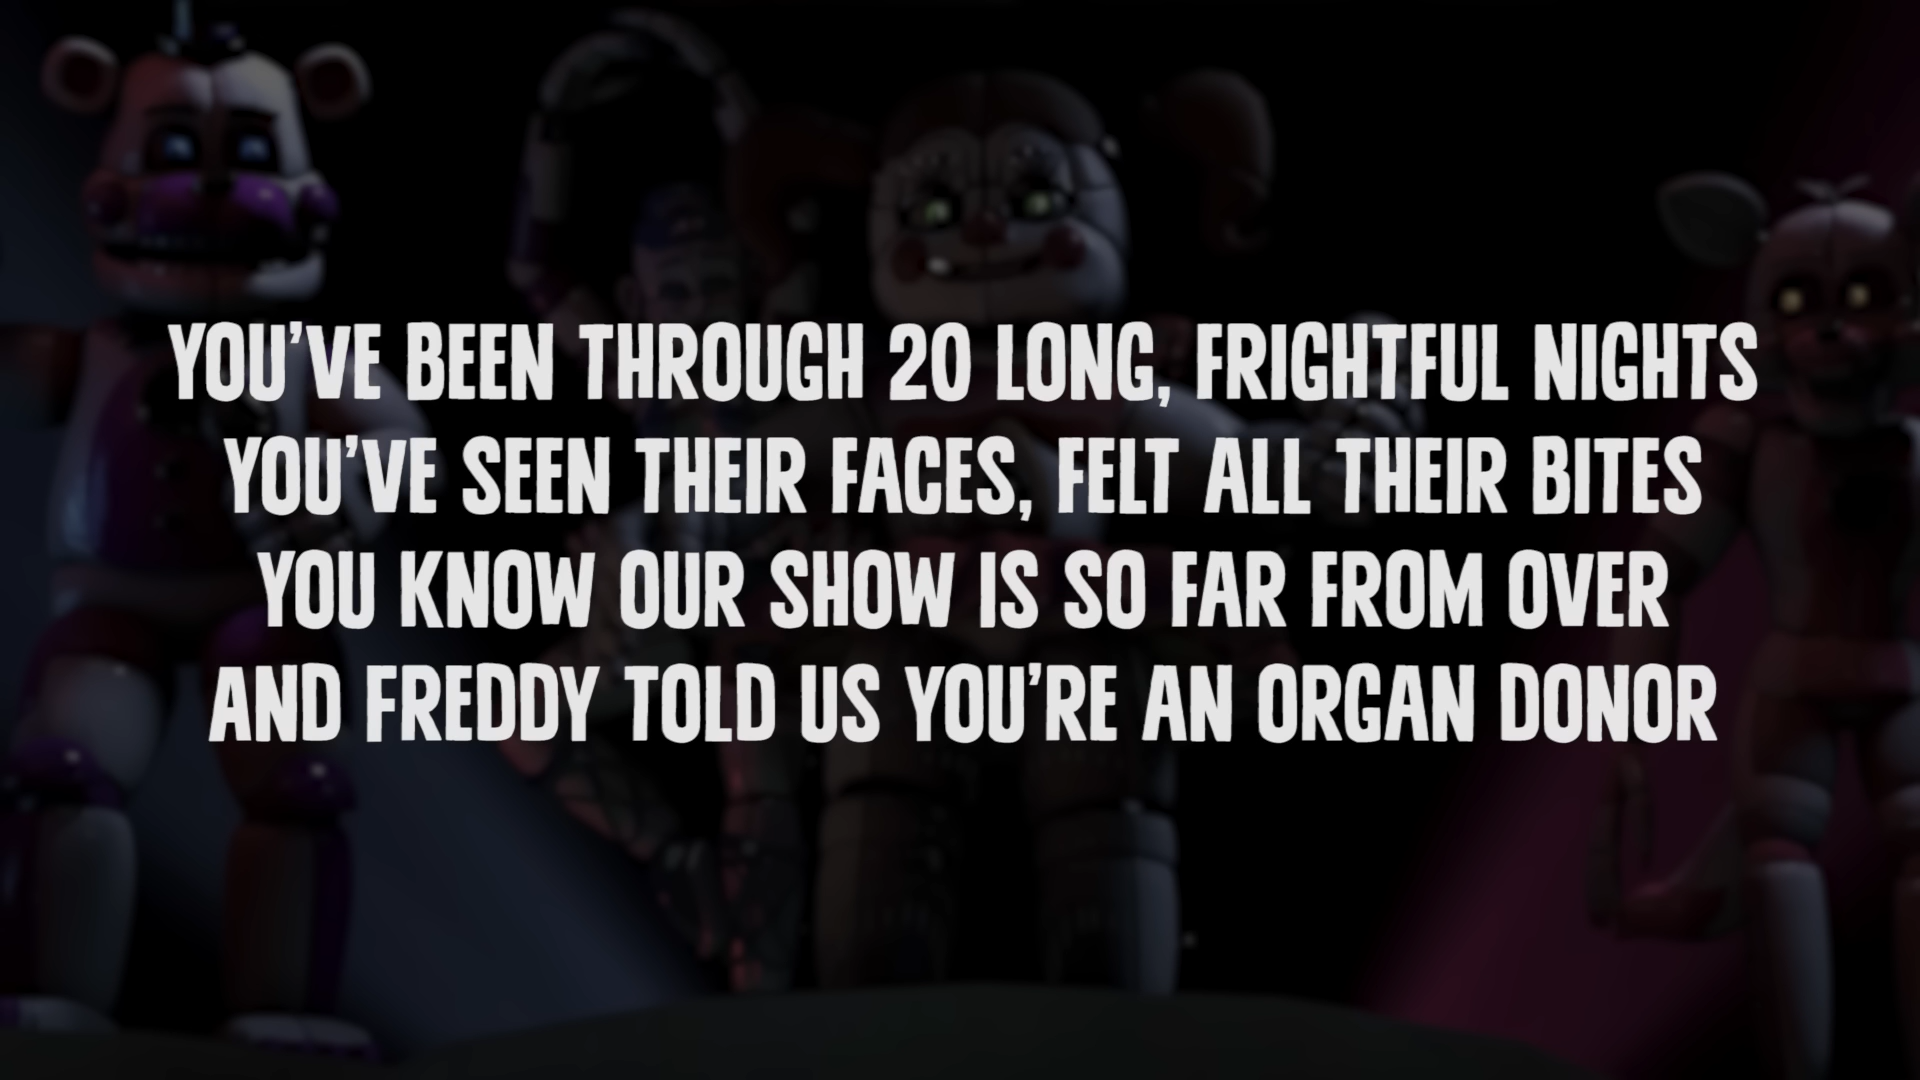 YOU'VE BEEN THROUGH 20 LONG, FRIGHTFUL NIGHTS
YOU'VE SEEN THEIR FACES, FELT ALL THEIR BITES
YOU KNOW OUR SHOW IS SO FAR FROM OVER
AND FREDDY TOLD US YOU'RE AN ORGAN DONOR